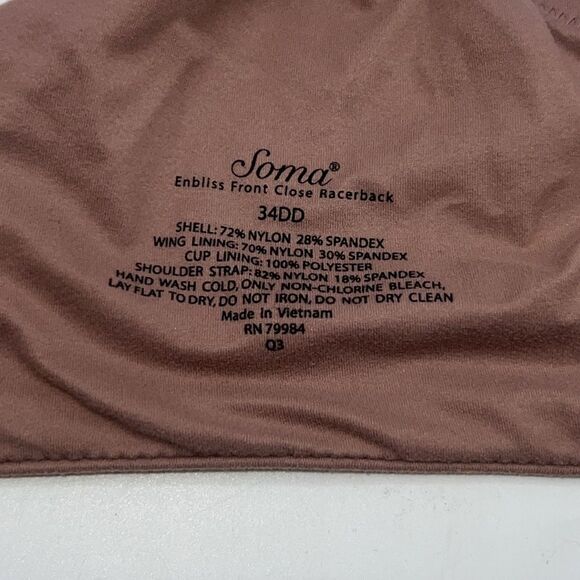 Soma®
Enbliss Front Close Racerback
34DD
SHELL: 72% NYLON 28% SPANDEX
WING LINING: 70% NYLON 30% SPANDEX
CUP LINING: 100% POLYESTER
SHOULDER STRAP: 82% NYLON 18% SPANDEX
HAND WASH COLD, ONLY NON-CHLORINE BLEACH,
LAY FLAT TO DRY, DO NOT IRON, DO NOT DRY CLEAN
Made in Vietnam
RN 79984
Q3